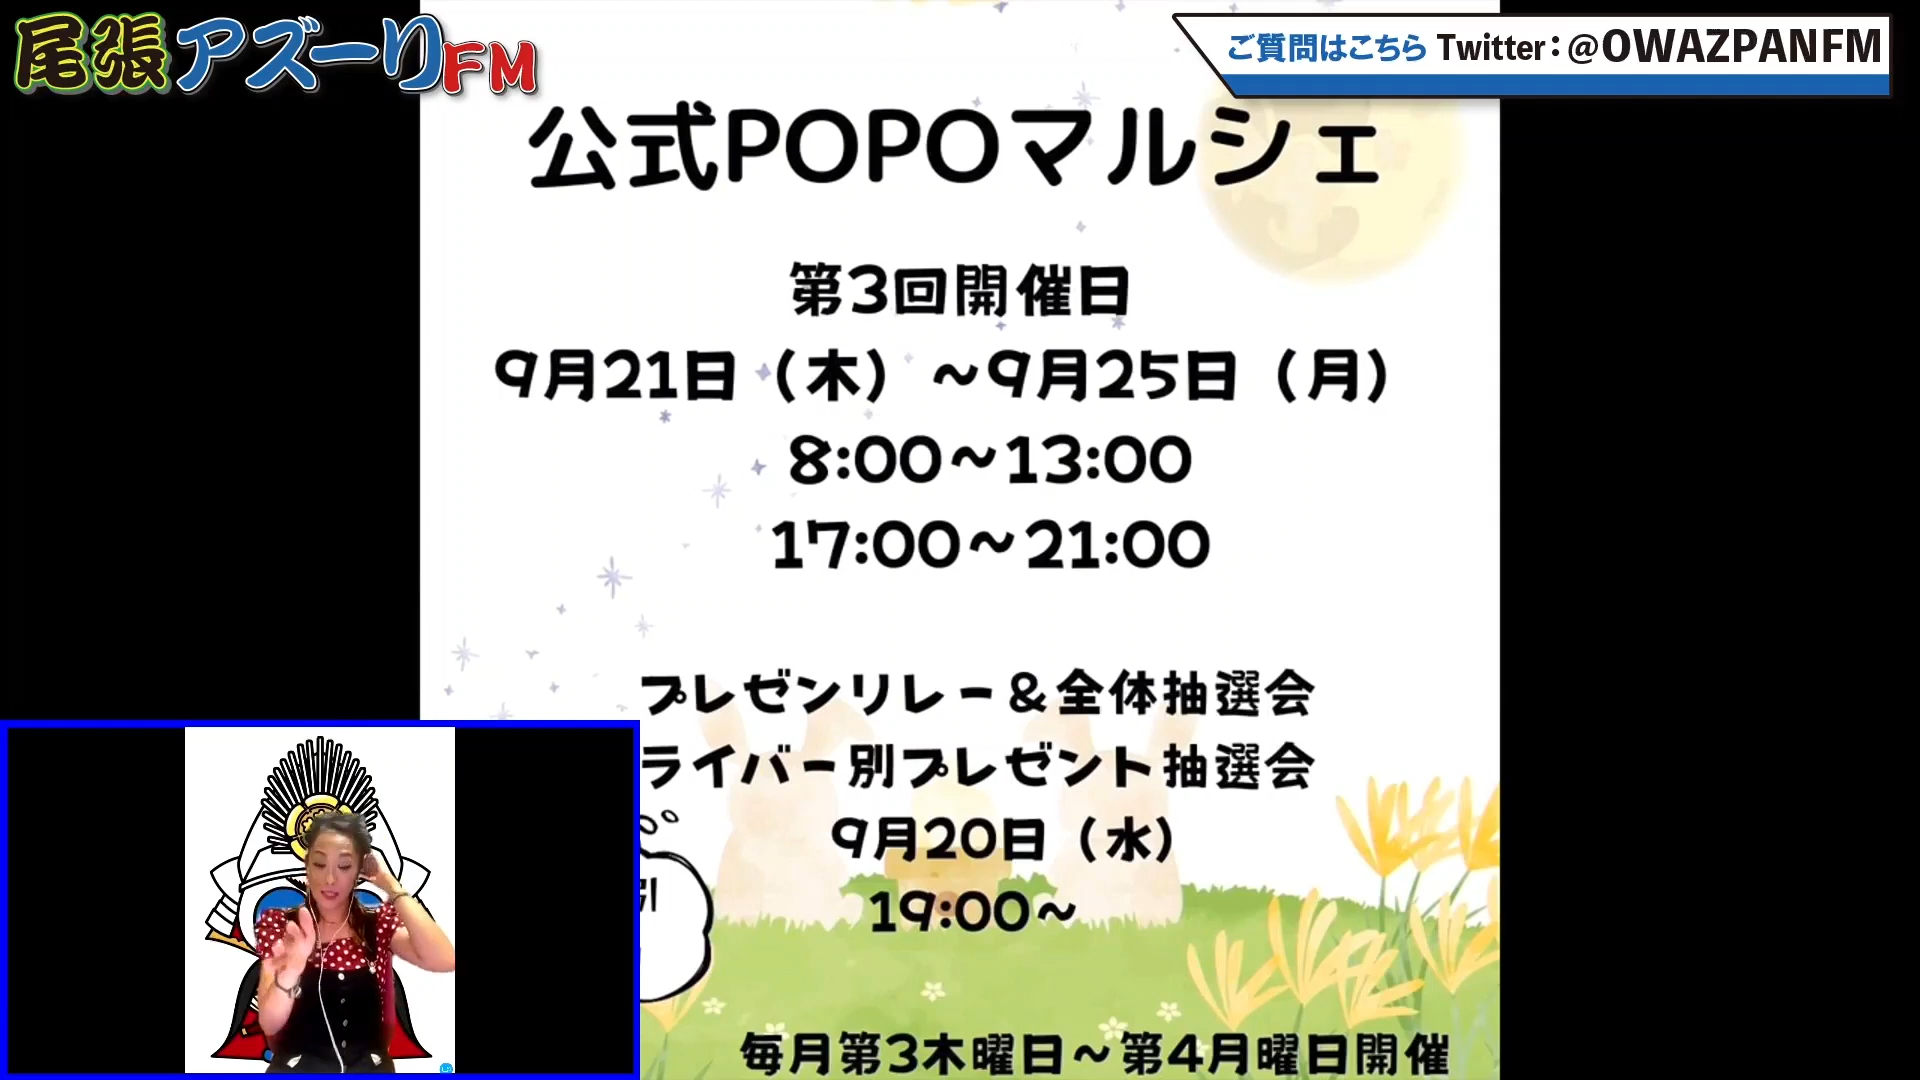 尾張アズーリFM
ご質問はこちら Twitter：@OWAZPANFM
公式POPOマルシェ
第3回開催日
9月21日（木）～9月25日（月）
8:00～13:00
17:00～21:00
プレゼンリレー＆全体抽選会
ライバー別プレゼント抽選会
9月20日（水）
19:00～
毎月第3木曜日～第4月曜日開催